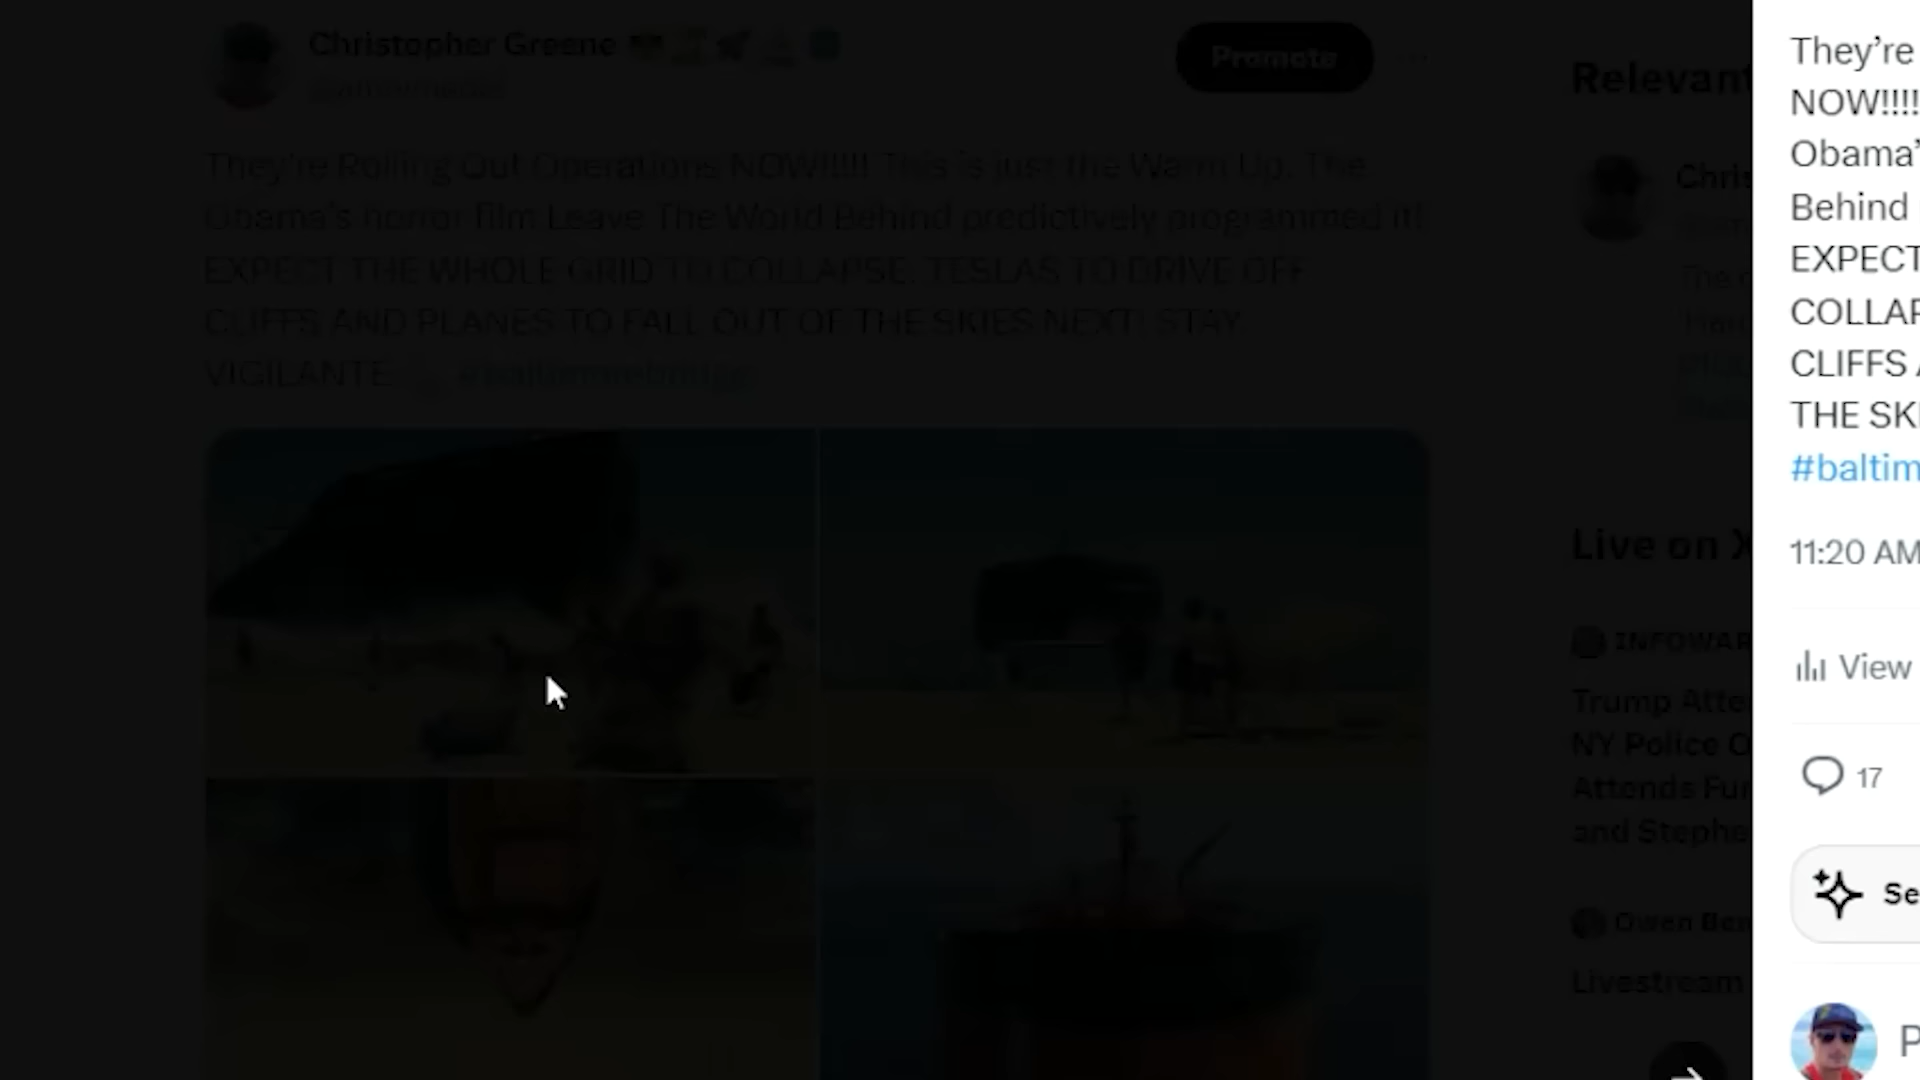 Christopher Greene
Promote
They're Rolling Out Operations NOW!!!!! This is just the Warm Up. The
Obama's horror film Leave The World Behind predictively programmed it!
EXPECT THE WHOLE GRID TO COLLAPSE. TESLAS TO DRIVE OFF
CLIFFS AND PLANES TO FALL OUT OF THE SKIES NEXT! STAY
VIGILANTE
#baltimorebridge
Relevant
Chris
Live on X
INFOWAR
Trump Atte
NY Police O
Attends Fun
and Stephe
Owen Ben
Livestream
They're
NOW!!!!
Obama'
Behind
EXPECT
COLLAP
CLIFFS A
THE SKI
#baltim
11:20 AM
View
17
Se
P